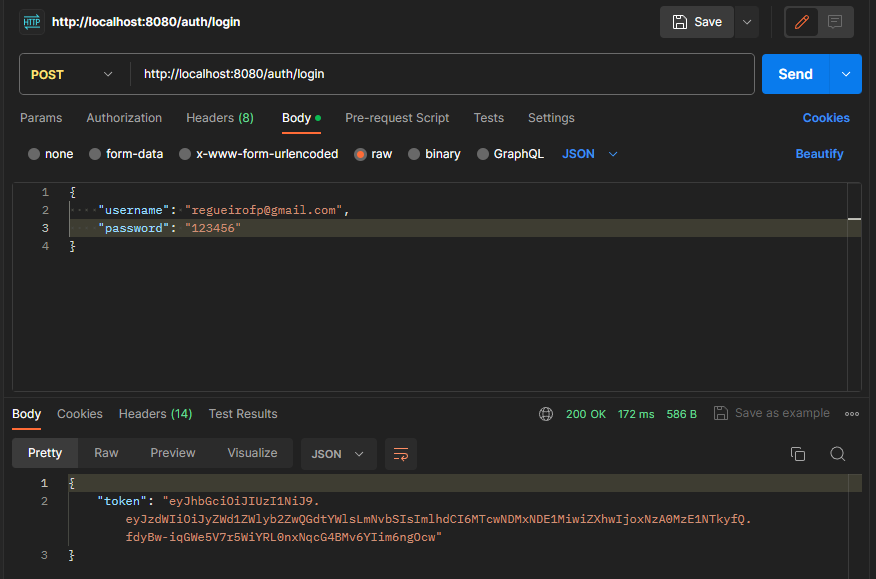 HTTP http://localhost:8080/auth/login Save
POST http://localhost:8080/auth/login Send
Params Authorization Headers (8) Body Pre-request Script Tests Settings Cookies
none form-data x-www-form-urlencoded raw binary GraphQL JSON Beautify
1 {
2 "username": "regueirofp@gmail.com",
3 "password": "123456"
4 }
Body Cookies Headers (14) Test Results 200 OK 172 ms 586 B Save as example
Pretty Raw Preview Visualize JSON
1 {
2 "token": "eyJhbGciOiJIUzI1NiJ9.
eyJzdWIiOiJyZWd1ZWlyb2ZwQGdtYWlsLmNvbSIsImlhdCI6MTcwNDMxNDE1MiwiZXhwIjoxNzA0MzE1NTkyfQ.
fdyBw-iqGWe5V7r5WiYRL0nxNqcG4BMv6YIim6ngOcw"
3 }